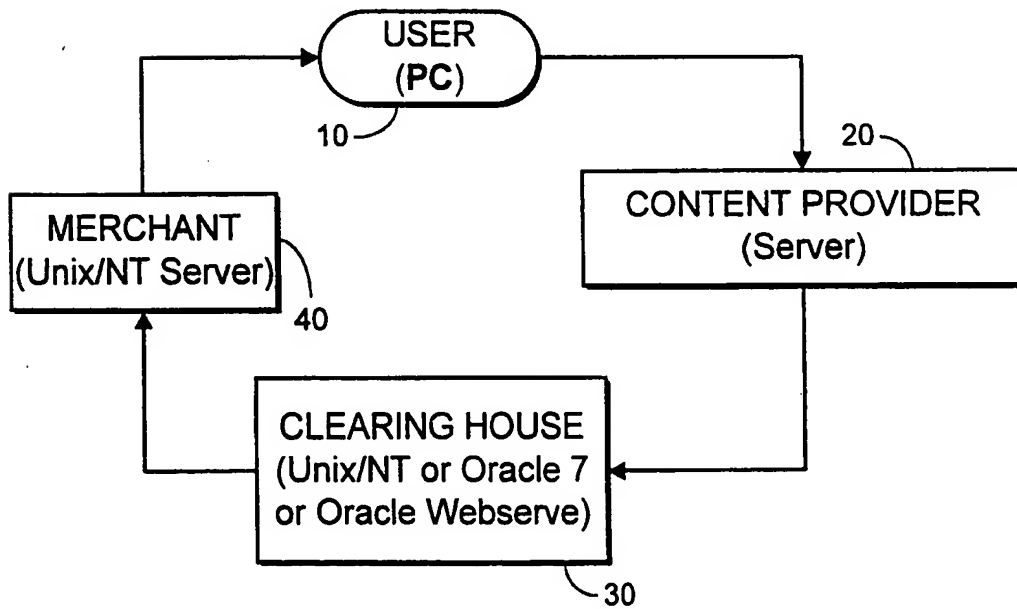 USER
(PC)
10
20
CONTENT PROVIDER
(Server)
MERCHANT
(Unix/NT Server)
40
CLEARING HOUSE
(Unix/NT or Oracle 7
or Oracle Webserve)
30